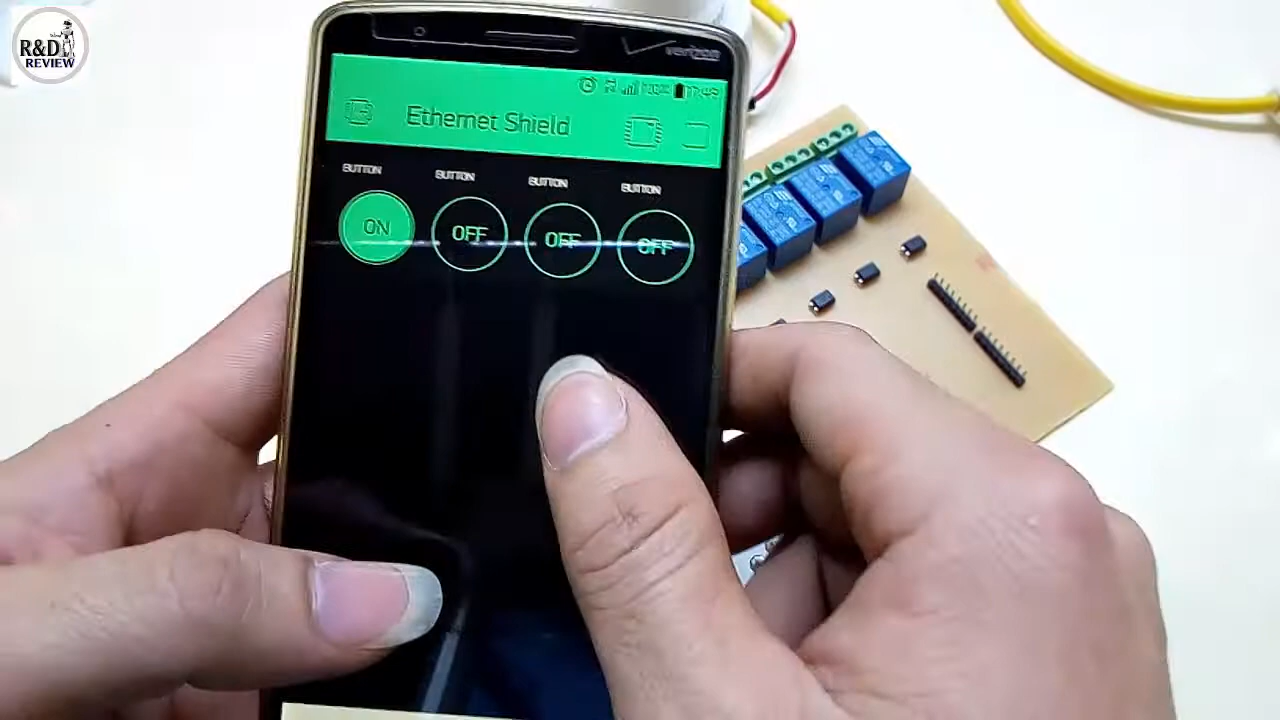 R&D
REVIEW
verizon
Ethernet Shield
BUTTON
BUTTON
BUTTON
BUTTON
ON
OFF
OFF
OFF